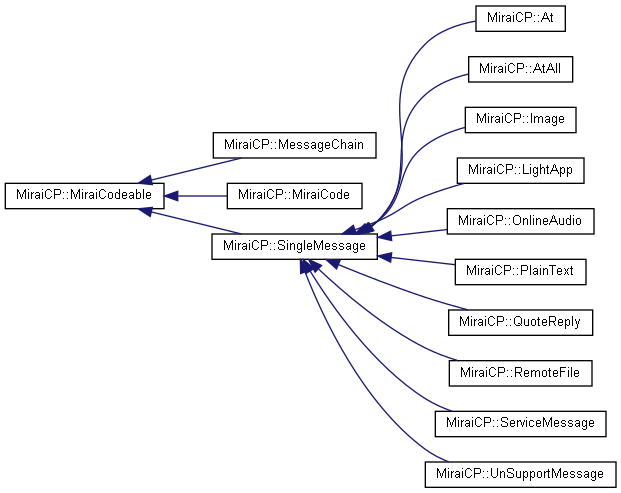 MiraiCP::At
MiraiCP::AtAll
MiraiCP::Image
MiraiCP::MessageChain
MiraiCP::LightApp
MiraiCP::MiraiCodeable
MiraiCP::MiraiCode
MiraiCP::OnlineAudio
MiraiCP::SingleMessage
MiraiCP::PlainText
MiraiCP::QuoteReply
MiraiCP::RemoteFile
MiraiCP::ServiceMessage
MiraiCP::UnSupportMessage